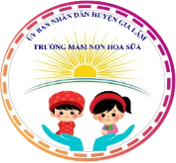 ỦY BAN NHÂN DÂN HUYỆN GIA LÂM
TRƯỜNG MẦM NON HOA SỮA